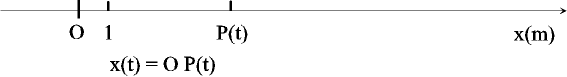 O 1 P(t) x(m)
x(t) = O P(t)